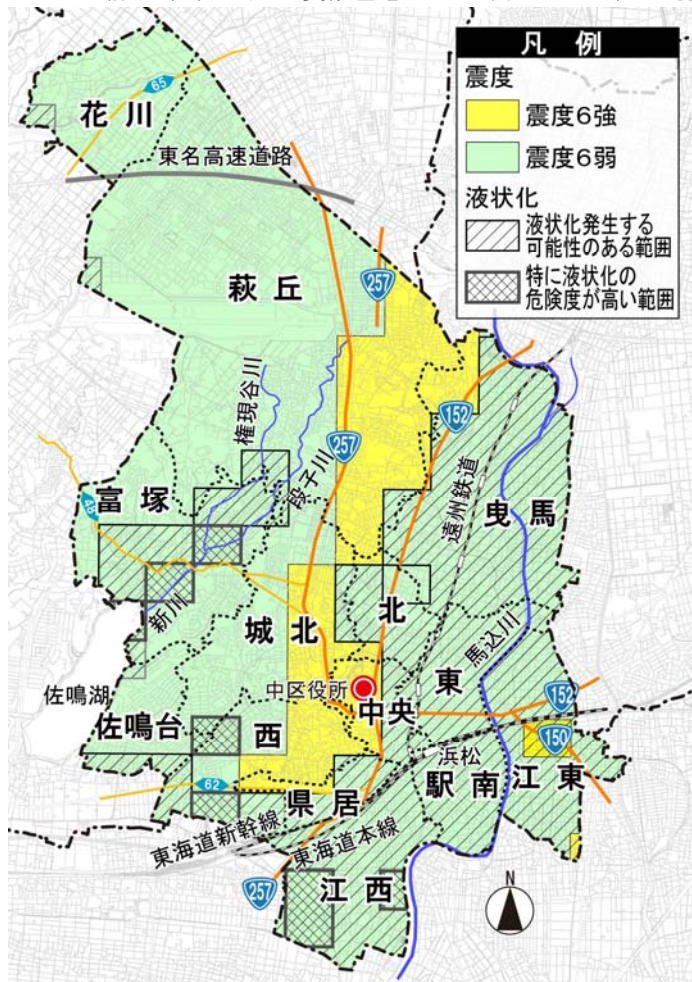 凡 例
震度
震度6強
震度6弱
液状化
液状化発生する
可能性のある範囲
特に液状化の
危険度が高い範囲
65
花川
東名高速道路
萩丘
257
権現谷川
257
段子川
152
遠州鉄道
曳馬
富塚
48
新川
城北
北
馬込川
佐鳴湖
中区役所
東
佐鳴台
西
中央
152
150
浜松
62
県居
駅南
江東
東海道新幹線
東海道本線
江西
257
N